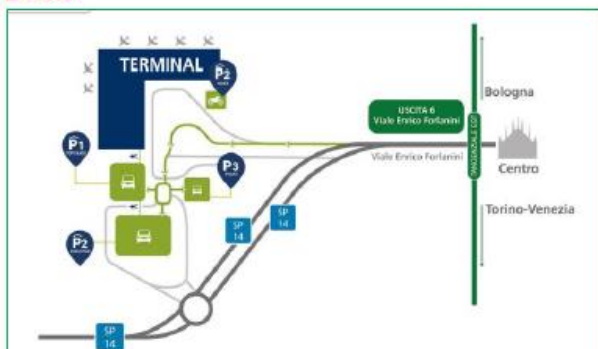 TERMINAL
P2
P1
P3
P2
USCITA 6
Viale Enrico Forlanini
Viale Enrico Forlanini
Bologna
Centro
Torino-Venezia
SP
14
SP
14
SP
14